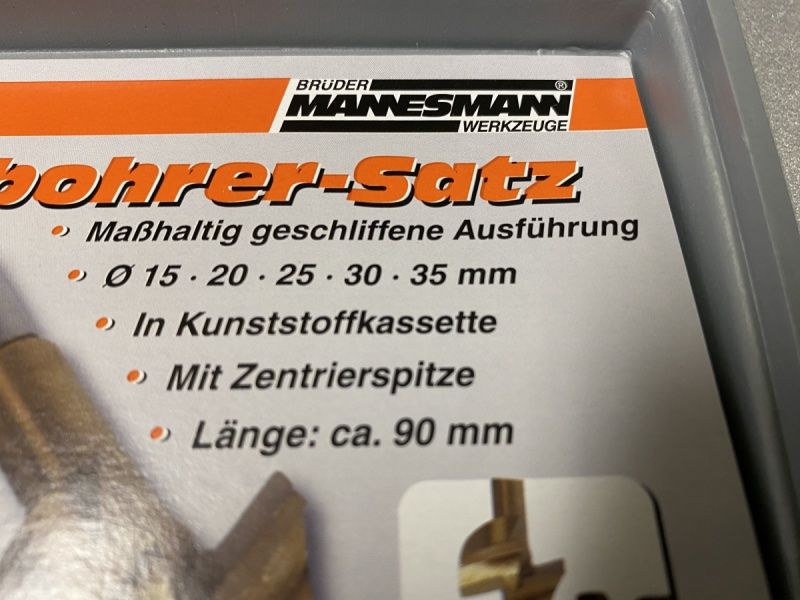 BRÜDER
MANNESMANN®
WERKZEUGE
bohrer-Satz
• Maßhaltig geschliffene Ausführung
• Ø 15 · 20 · 25 · 30 · 35 mm
• In Kunststoffkassette
• Mit Zentrierspitze
• Länge: ca. 90 mm